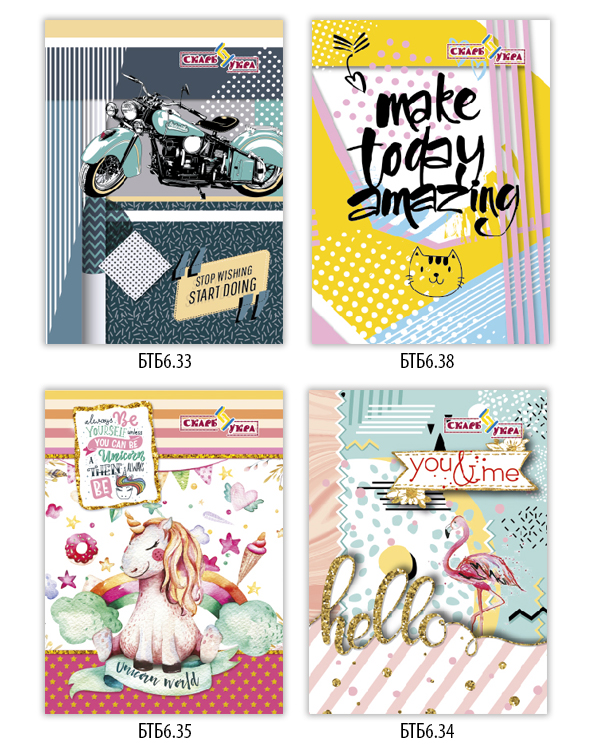 СКАРБ
УКРА
STOP WISHING
START DOING
БТБ6.33
СКАРБ
УКРА
make
today
amazing
БТБ6.38
always Be
YOURSELF unless
YOU CAN BE
A Unicorn
THEN ALWAYS
BE
СКАРБ
УКРА
Unicorn world
БТБ6.35
СКАРБ
УКРА
you&me
hello
БТБ6.34